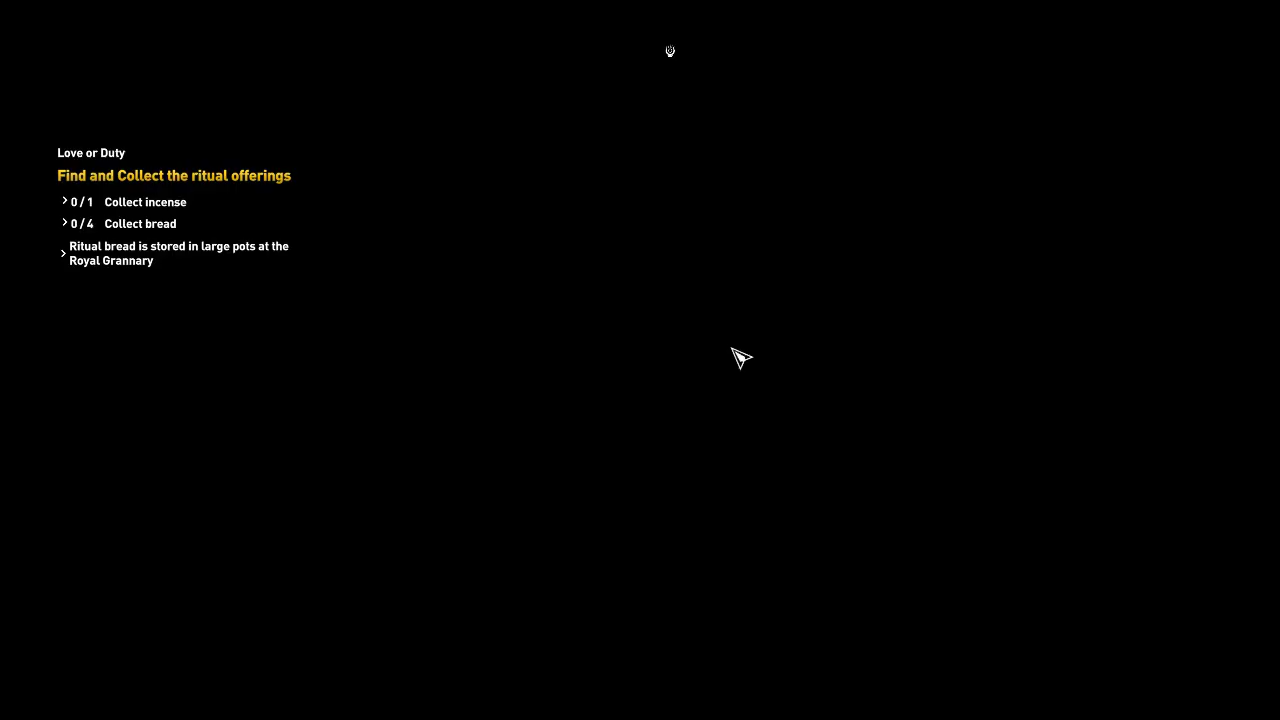 Love or Duty
Find and Collect the ritual offerings
0 / 1 Collect incense
0 / 4 Collect bread
Ritual bread is stored in large pots at the
Royal Grannary